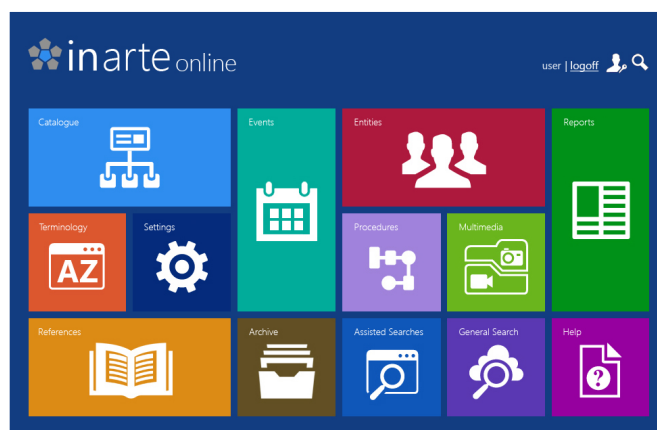 inarte online
user | logoff
Catalogue
Events
Entities
Reports
Terminology
Settings
Procedures
Multimedia
AZ
References
Archive
Assisted Searches
General Search
Help
?